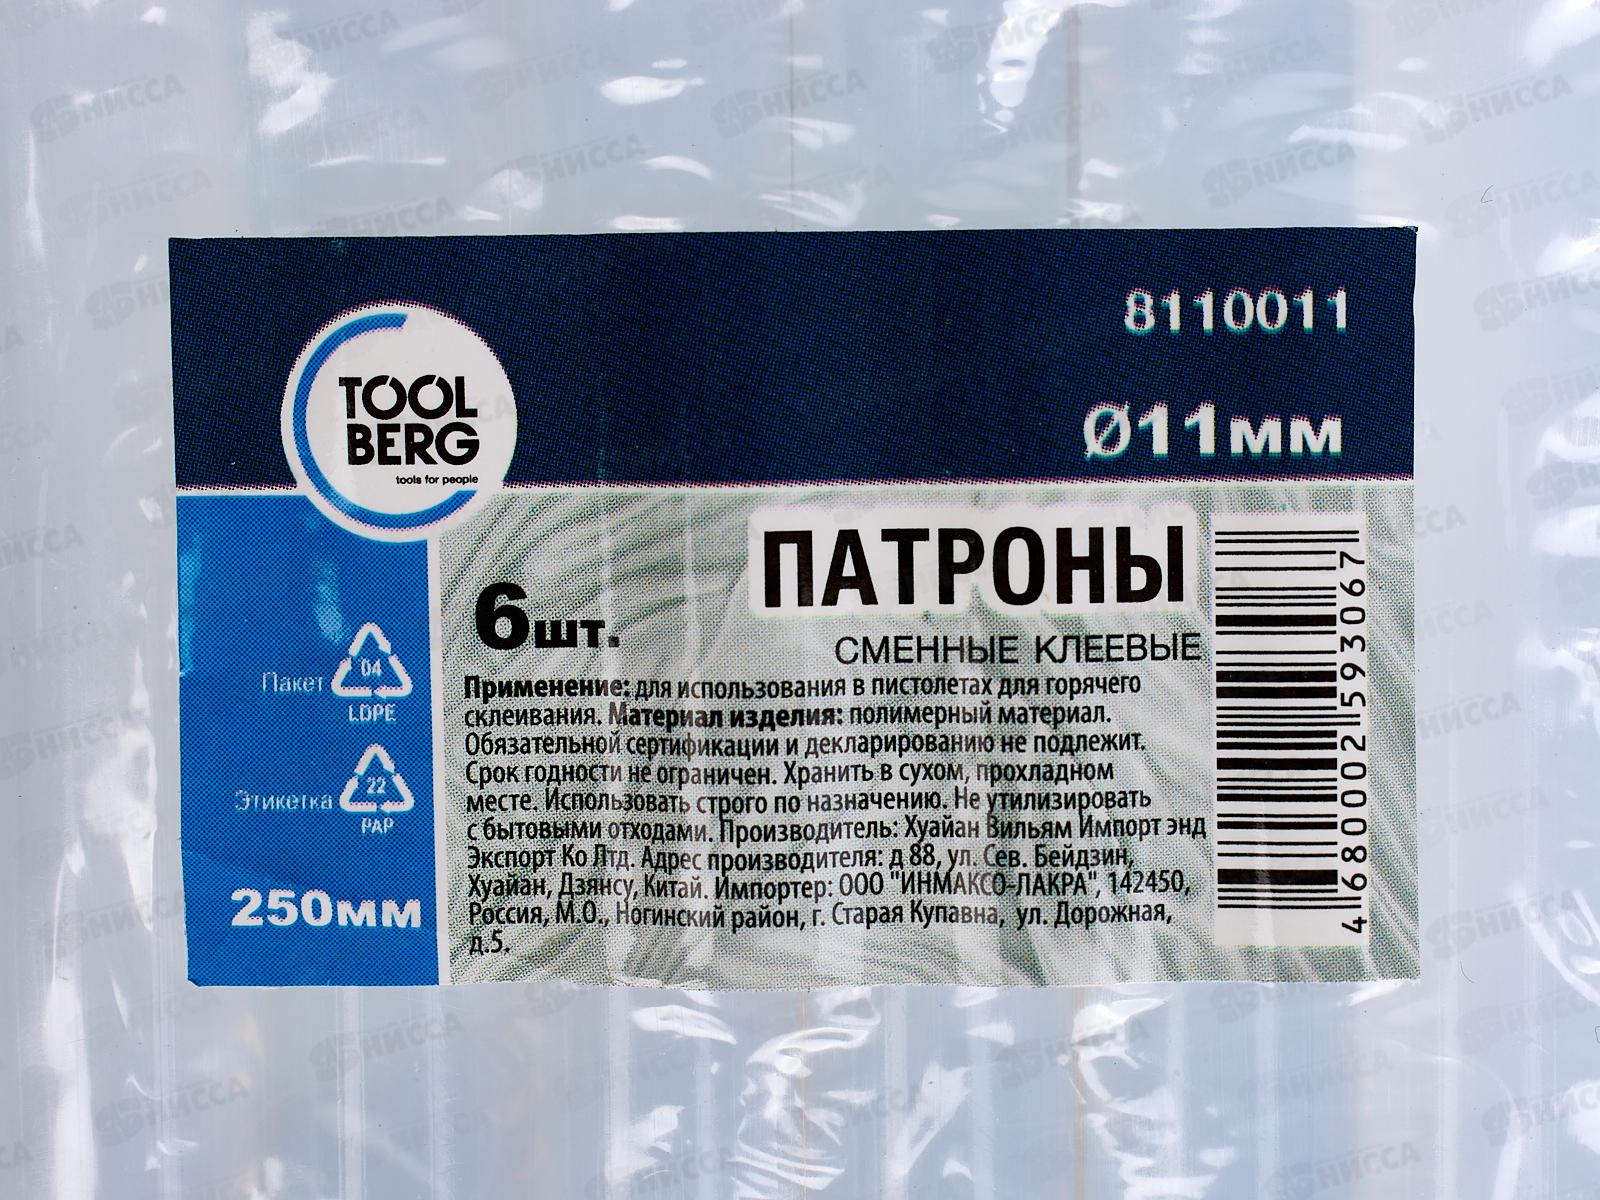 8110011
Ø11мм
TOOL
BERG
tools for people
ПАТРОНЫ
6шт.
СМЕННЫЕ КЛЕЕВЫЕ
Применение: для использования в пистолетах для горячего
склеивания. Материал изделия: полимерный материал.
Обязательной сертификации и декларированию не подлежит.
Срок годности не ограничен. Хранить в сухом, прохладном
месте. Использовать строго по назначению. Не утилизировать
с бытовыми отходами. Производитель: Хуайан Вильям Импорт энд
Экспорт Ко Лтд. Адрес производителя: д 88, ул. Сев. Бейдзин,
Хуайан, Дзянсу, Китай. Импортер: ООО "ИНМАКСО-ЛАКРА", 142450,
Россия, М.О., Ногинский район, г. Старая Купавна, ул. Дорожная,
д.5.
Пакет 04
LDPE
Этикетка 22
PAP
250мм
4680002593067
НИССА